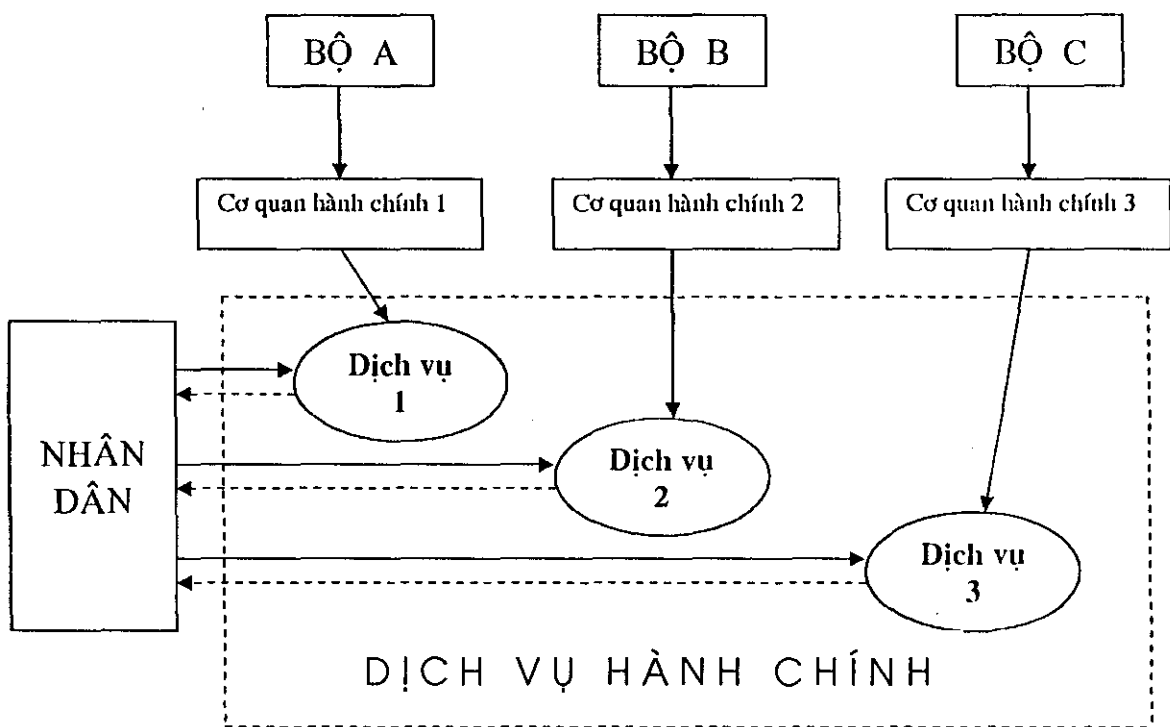 BỘ A
BỘ B
BỘ C
Cơ quan hành chính 1
Cơ quan hành chính 2
Cơ quan hành chính 3
Dịch vụ
1
NHÂN
DÂN
Dịch vụ
2
Dịch vụ
3
DỊCH VỤ HÀNH CHÍNH